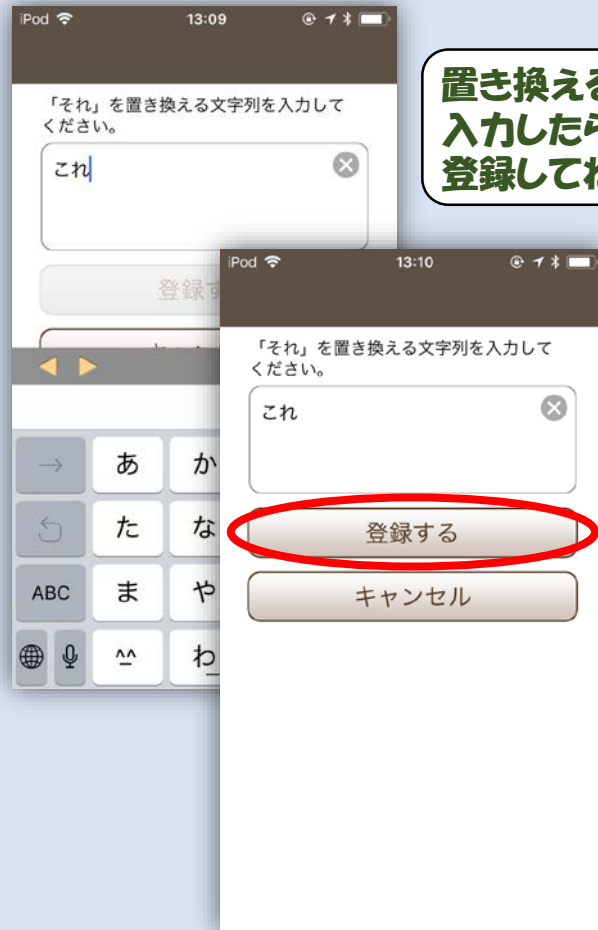 iPod 13:09
「それ」を置き換える文字列を入力して
ください。
これ
登録す
置き換える
入力したら
登録してね
iPod 13:10
「それ」を置き換える文字列を入力して
ください。
これ
登録する
キャンセル
→ あ か
た な
ABC ま や
^^ わ